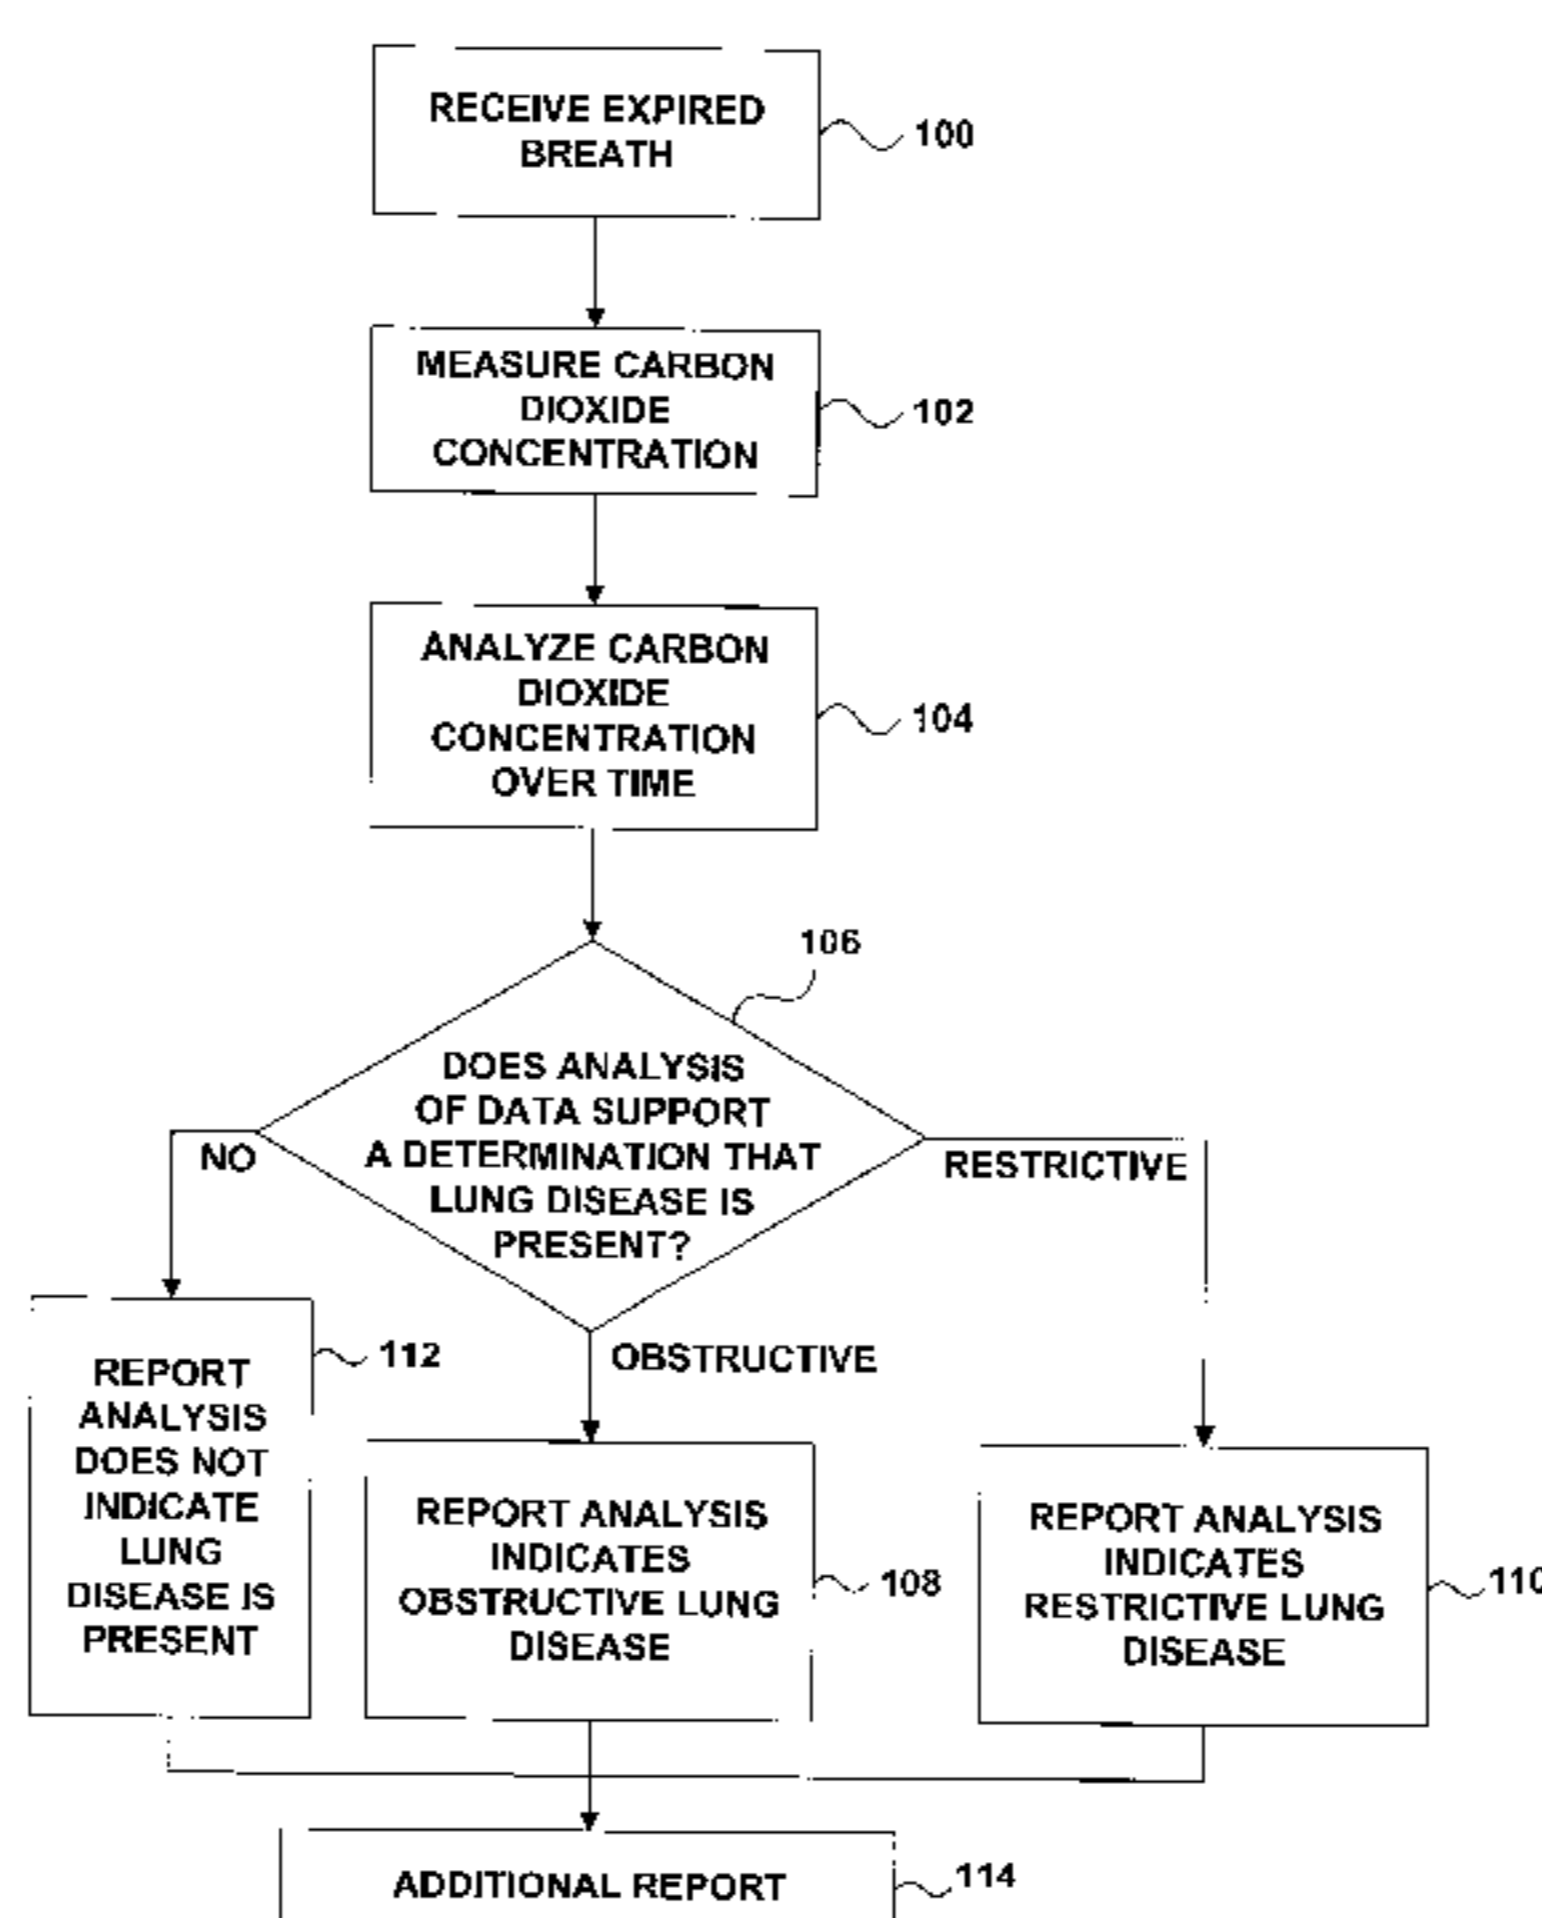 RECEIVE EXPIRED
BREATH
100
MEASURE CARBON
DIOXIDE
CONCENTRATION
102
ANALYZE CARBON
DIOXIDE
CONCENTRATION
OVER TIME
104
106
DOES ANALYSIS
OF DATA SUPPORT
A DETERMINATION THAT
LUNG DISEASE IS
PRESENT?
NO
RESTRICTIVE
OBSTRUCTIVE
REPORT
ANALYSIS
DOES NOT
INDICATE
LUNG
DISEASE IS
PRESENT
112
REPORT ANALYSIS
INDICATES
OBSTRUCTIVE LUNG
DISEASE
108
REPORT ANALYSIS
INDICATES
RESTRICTIVE LUNG
DISEASE
110
ADDITIONAL REPORT
114